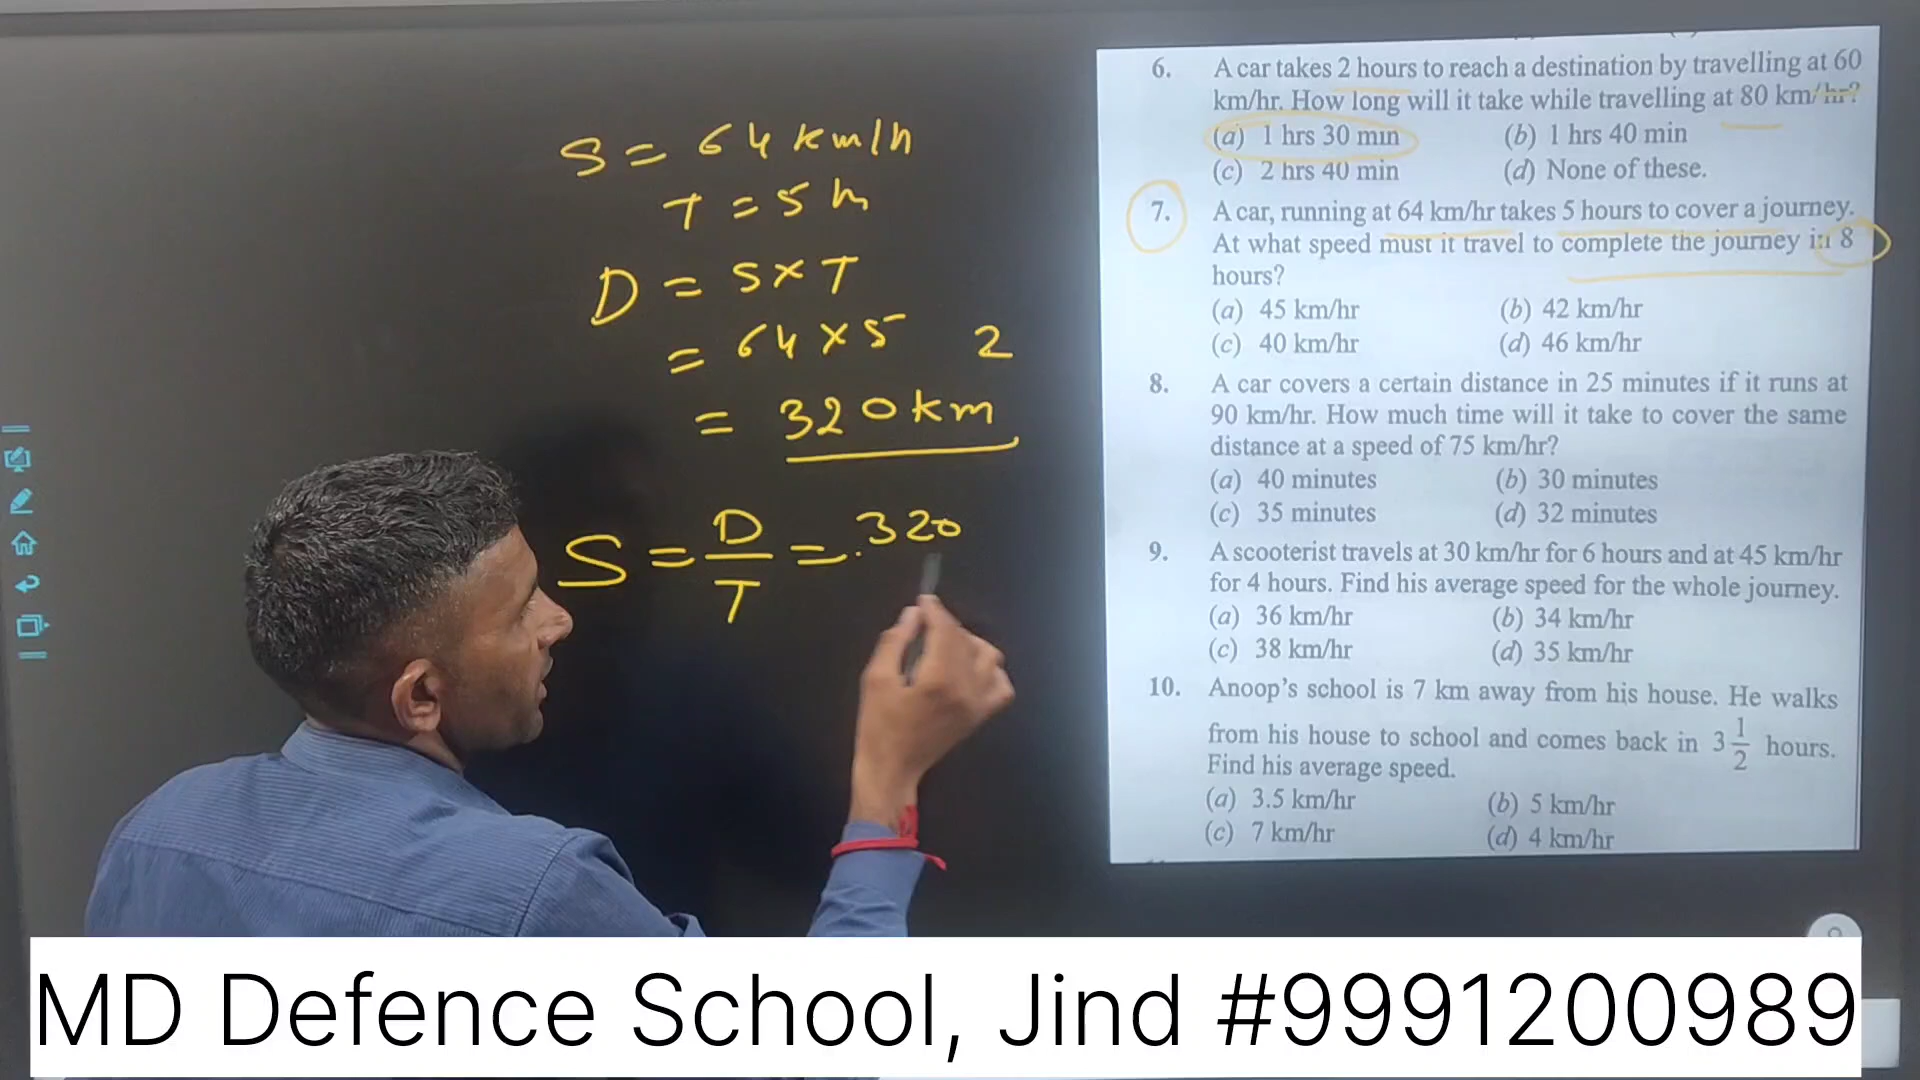 S = 64 km/h
T = 5 h
D = S x T
= 64 x 5 2
= 320 km
S = D/T = .320
6. A car takes 2 hours to reach a destination by travelling at 60
km/hr. How long will it take while travelling at 80 km/hr?
(a) 1 hrs 30 min (b) 1 hrs 40 min
(c) 2 hrs 40 min (d) None of these.
7. A car, running at 64 km/hr takes 5 hours to cover a journey.
At what speed must it travel to complete the journey in 8
hours?
(a) 45 km/hr (b) 42 km/hr
(c) 40 km/hr (d) 46 km/hr
8. A car covers a certain distance in 25 minutes if it runs at
90 km/hr. How much time will it take to cover the same
distance at a speed of 75 km/hr?
(a) 40 minutes (b) 30 minutes
(c) 35 minutes (d) 32 minutes
9. A scooterist travels at 30 km/hr for 6 hours and at 45 km/hr
for 4 hours. Find his average speed for the whole journey.
(a) 36 km/hr (b) 34 km/hr
(c) 38 km/hr (d) 35 km/hr
10. Anoop's school is 7 km away from his house. He walks
from his house to school and comes back in 3 1/2 hours.
Find his average speed.
(a) 3.5 km/hr (b) 5 km/hr
(c) 7 km/hr (d) 4 km/hr
MD Defence School, Jind #9991200989